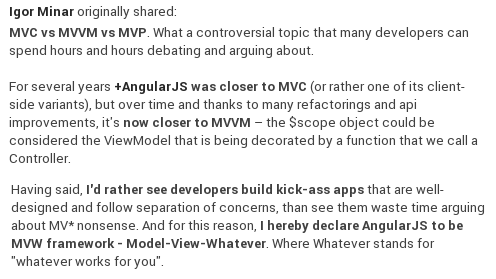 Igor Minar originally shared:
MVC vs MVVM vs MVP. What a controversial topic that many developers can
spend hours and hours debating and arguing about.
For several years +AngularJS was closer to MVC (or rather one of its client-
side variants), but over time and thanks to many refactorings and api
improvements, it's now closer to MVVM – the $scope object could be
considered the ViewModel that is being decorated by a function that we call a
Controller.
Having said, I'd rather see developers build kick-ass apps that are well-
designed and follow separation of concerns, than see them waste time arguing
about MV* nonsense. And for this reason, I hereby declare AngularJS to be
MVW framework - Model-View-Whatever. Where Whatever stands for
"whatever works for you".